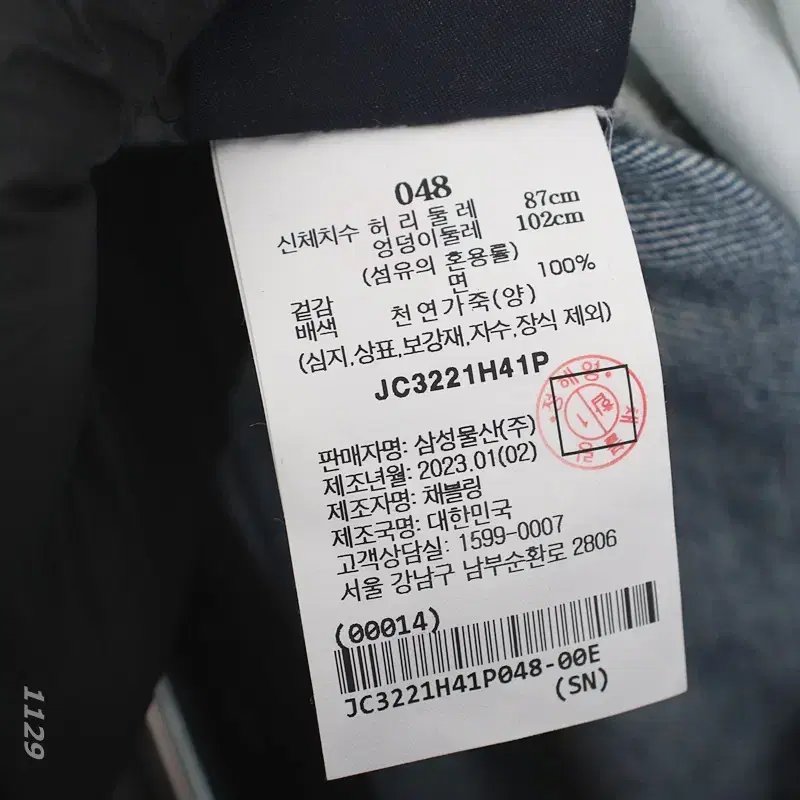 048
신체치수 허리둘레 87cm
엉덩이둘레 102cm
(섬유의 혼용률)
겉감 면 100%
배색 천연가죽(양)
(심지,상표,보강재,자수,장식 제외)
JC3221H41P
판매자명: 삼성물산(주)
제조년월: 2023.01(02)
제조자명: 채블링
제조국명: 대한민국
고객상담실: 1599-0007
서울 강남구 남부순환로 2806
(00014)
JC3221H41P048-00E
(SN)
1129